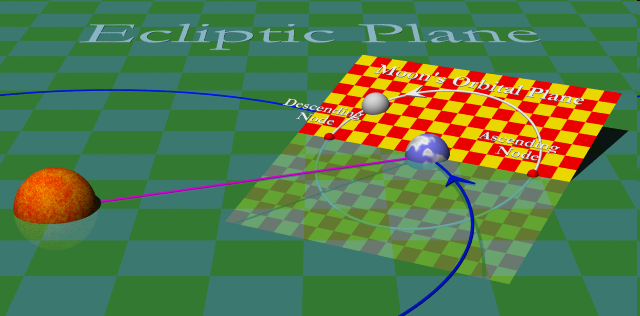 Ecliptic Plane
Moon's Orbital Plane
Descending
Node
Ascending
Node